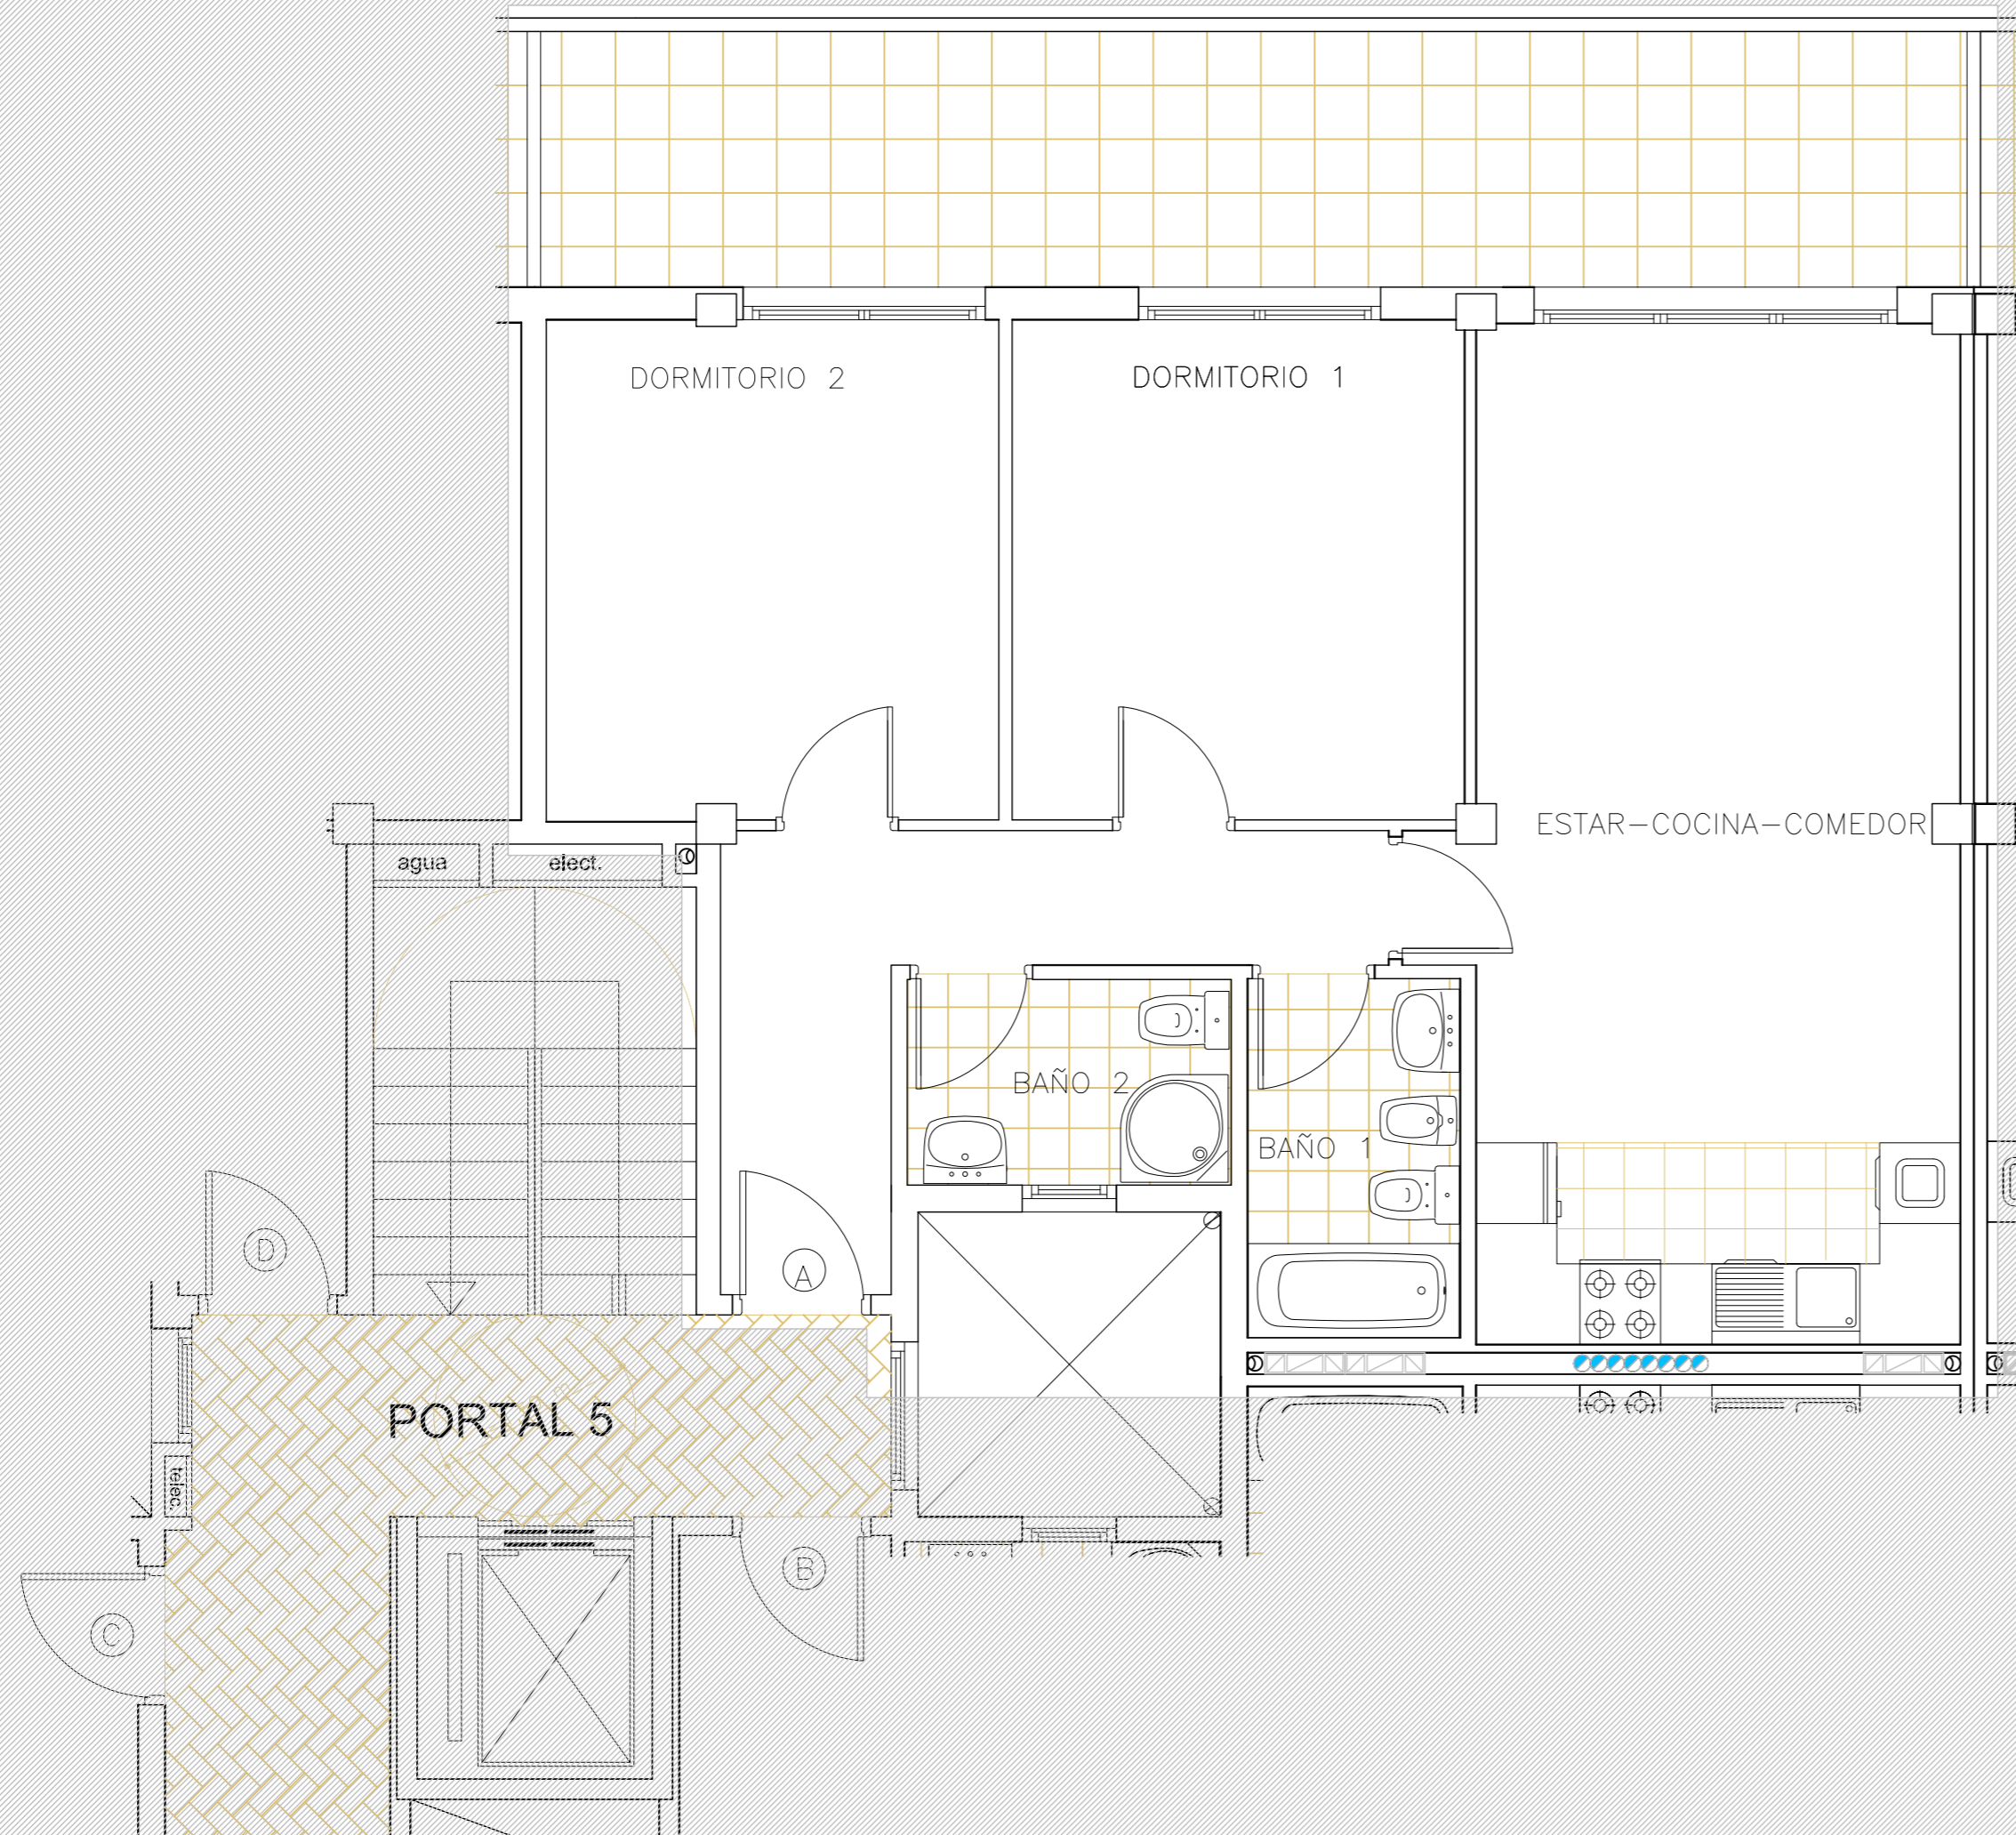 DORMITORIO 2
DORMITORIO 1
ESTAR-COCINA-COMEDOR
agua
elect.
BAÑO 2
BAÑO 1
D
A
PORTAL 5
telec.
B
C